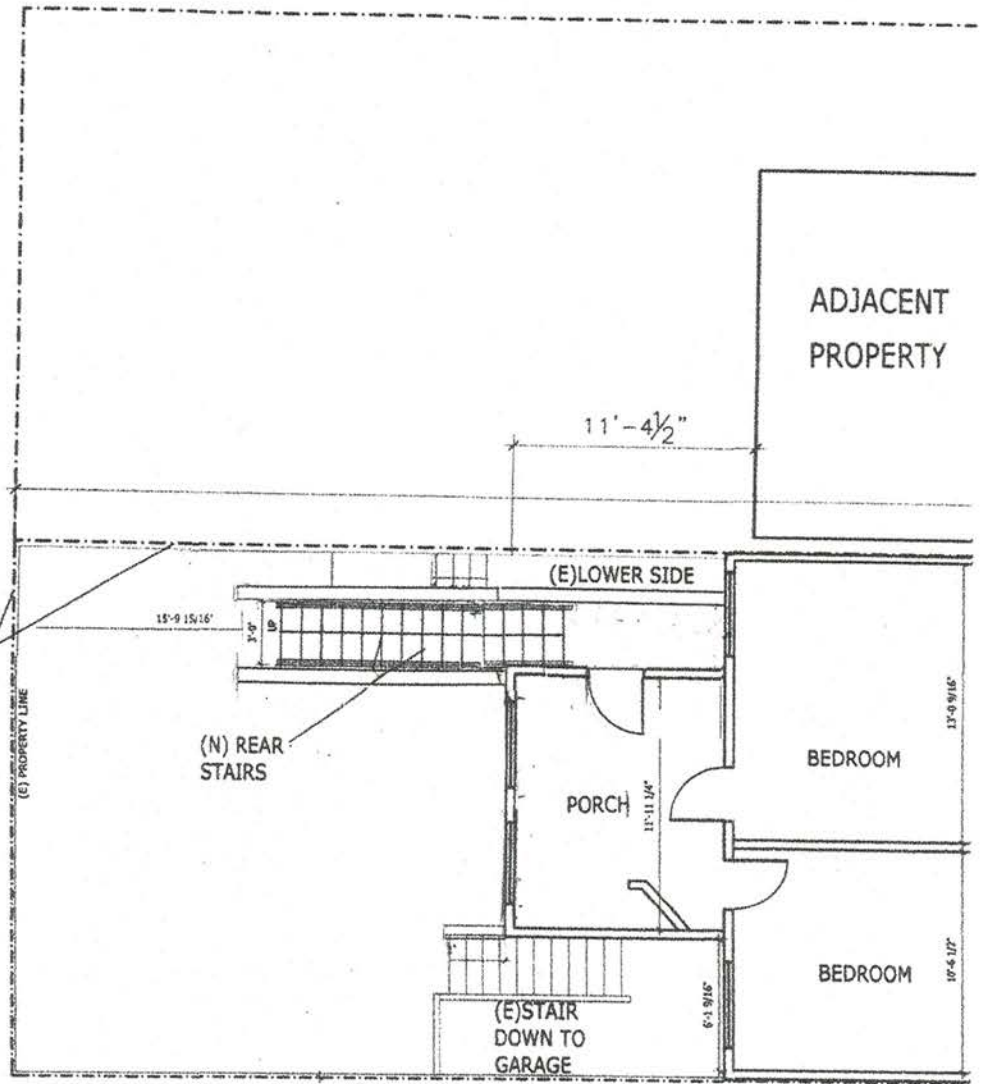 ADJACENT
PROPERTY
11'-4½"
(E)LOWER SIDE
15'-9 15/16"
3'-0"
UP
(N) REAR
STAIRS
(E) PROPERTY LINE
PORCH
11'-11 1/4"
BEDROOM
13'-0 9/16"
BEDROOM
10'-6 1/2"
6'-1 9/16"
(E)STAIR
DOWN TO
GARAGE